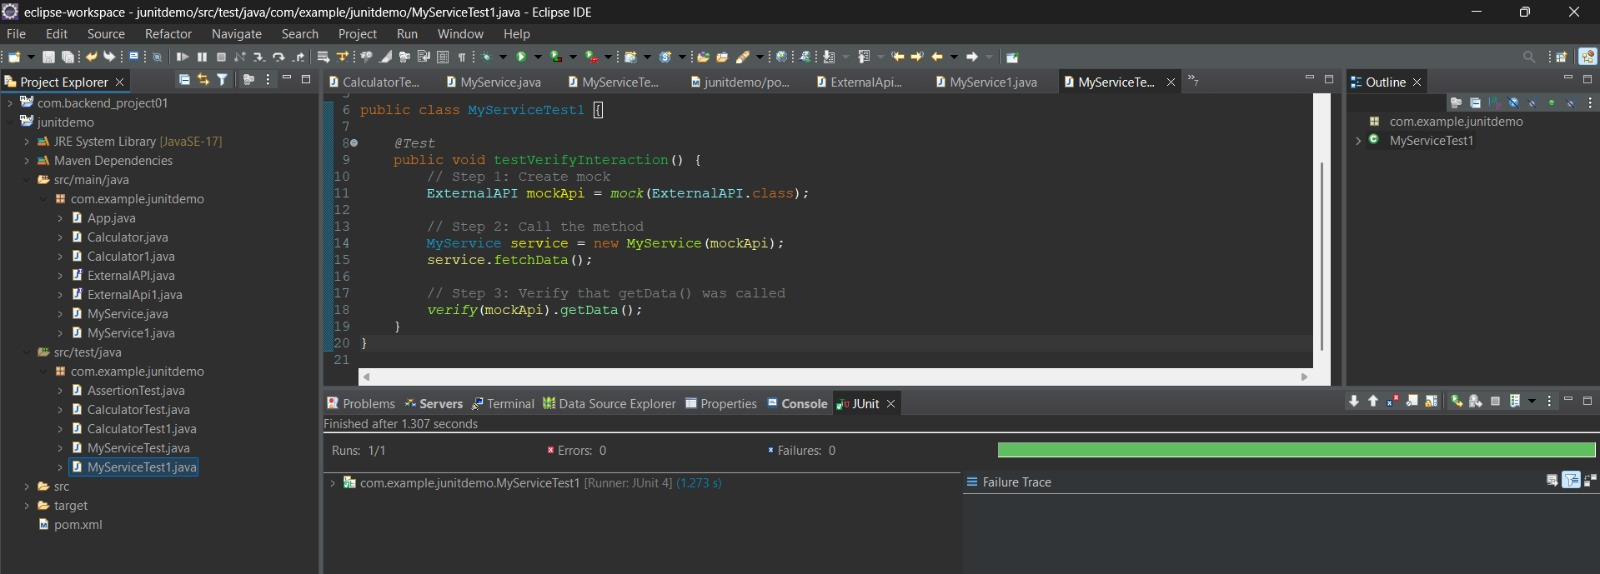 eclipse-workspace - junitdemo/src/test/java/com/example/junitdemo/MyServiceTest1.java - Eclipse IDE
File Edit Source Refactor Navigate Search Project Run Window Help
Project Explorer
com.backend_project01
junitdemo
JRE System Library [JavaSE-17]
Maven Dependencies
src/main/java
com.example.junitdemo
App.java
Calculator.java
Calculator1.java
ExternalAPI.java
ExternalApi1.java
MyService.java
MyService1.java
src/test/java
com.example.junitdemo
AssertionTest.java
CalculatorTest.java
CalculatorTest1.java
MyServiceTest.java
MyServiceTest1.java
src
target
pom.xml
CalculatorTe... MyService.java MyServiceTe... junitdemo/po... ExternalApi... MyService1.java MyServiceTe... »7
6 public class MyServiceTest1 {
7
8 @Test
9 public void testVerifyInteraction() {
10 // Step 1: Create mock
11 ExternalAPI mockApi = mock(ExternalAPI.class);
12
13 // Step 2: Call the method
14 MyService service = new MyService(mockApi);
15 service.fetchData();
16
17 // Step 3: Verify that getData() was called
18 verify(mockApi).getData();
19 }
20 }
21
Outline
com.example.junitdemo
MyServiceTest1
Problems Servers Terminal Data Source Explorer Properties Console JUnit
Finished after 1.307 seconds
Runs: 1/1 Errors: 0 Failures: 0
com.example.junitdemo.MyServiceTest1 [Runner: JUnit 4] (1.273 s)
Failure Trace